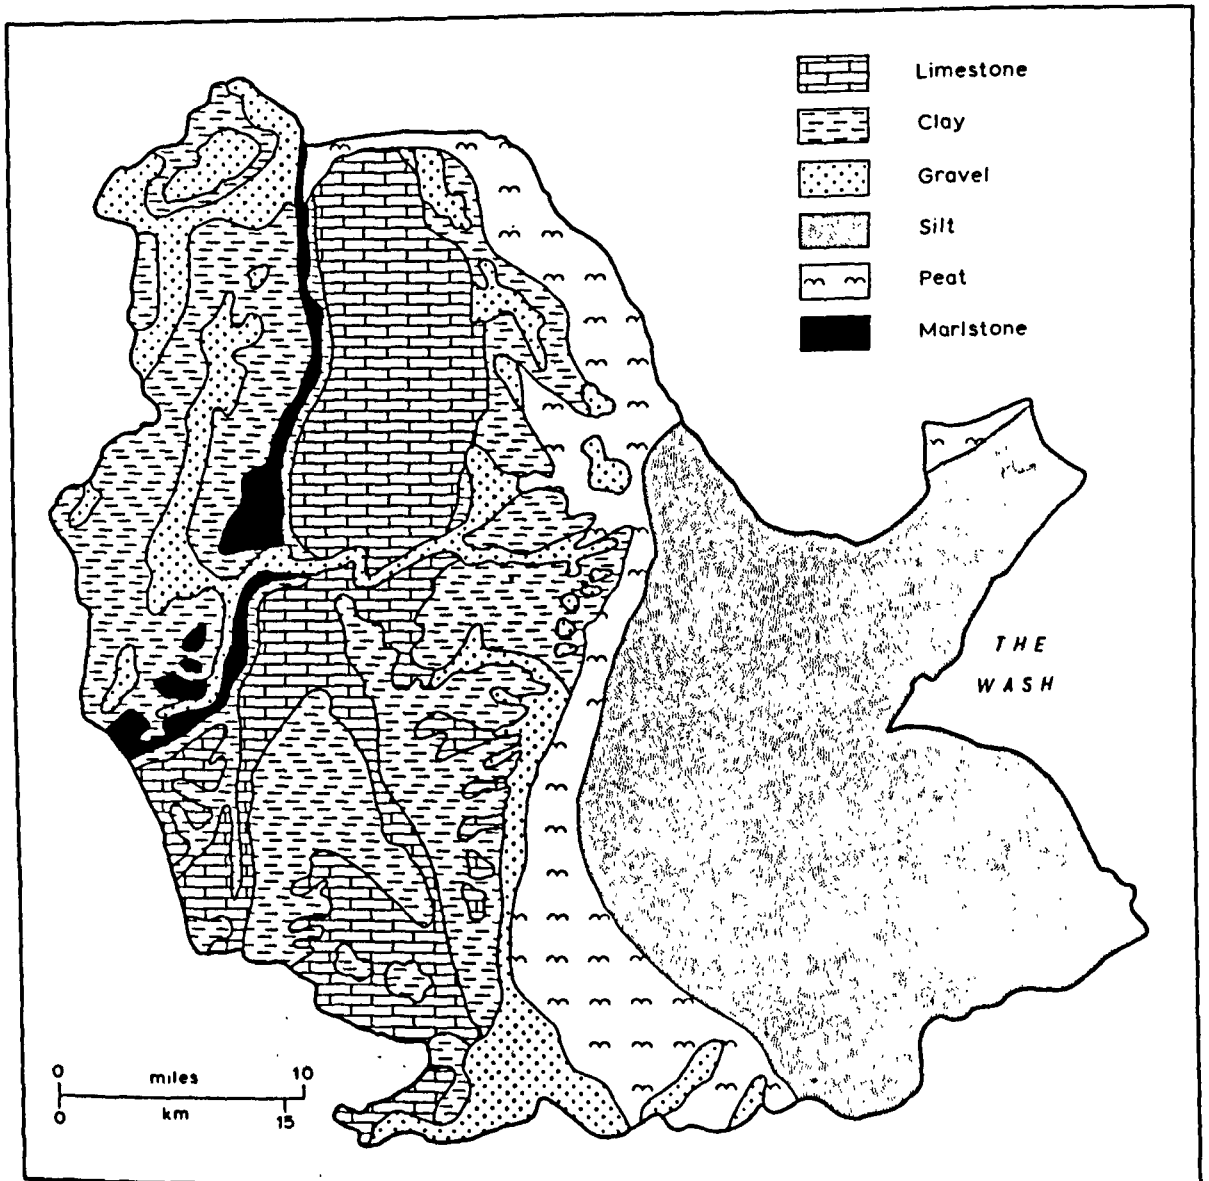 Limestone
Clay
Gravel
Silt
Peat
Marlstone
THE
WASH
0 miles 10
0 km 15